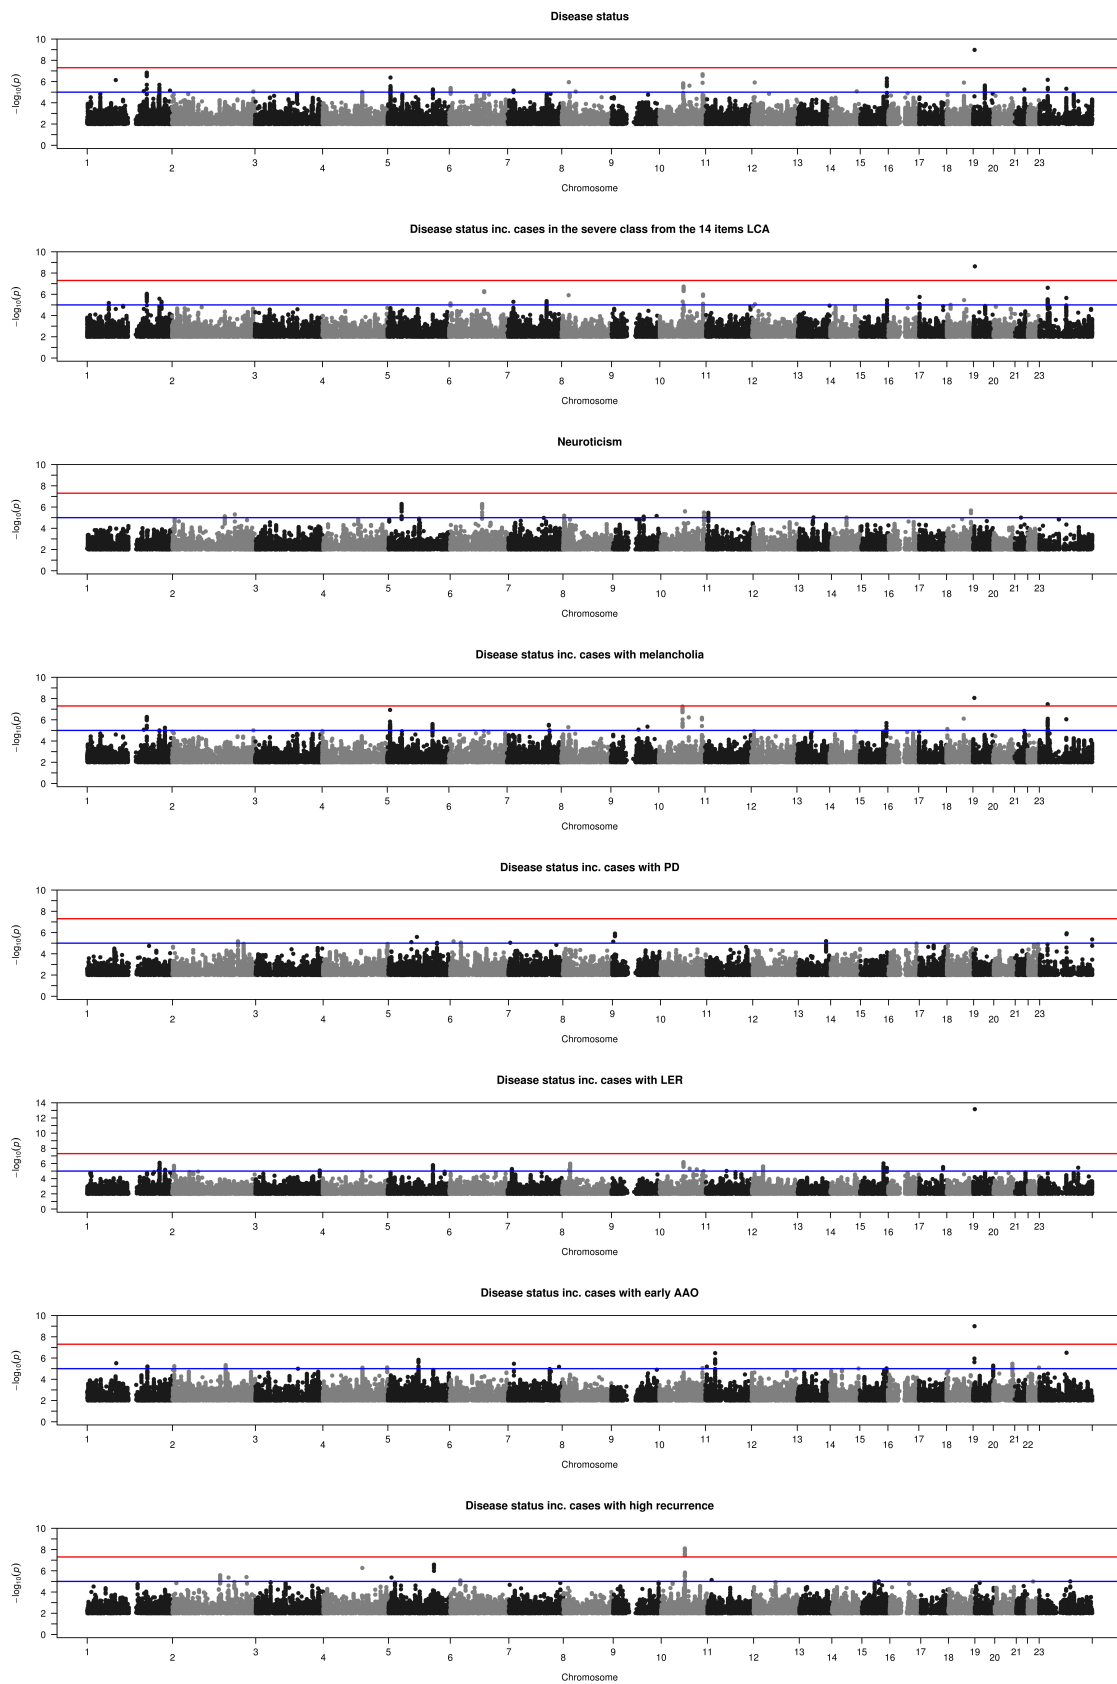 Disease status
10
8
6
4
2
0
−log10(p)
1 2 3 4 5 6 7 8 9 10 11 12 13 14 15 16 17 18 19 20 21 23
Chromosome
Disease status inc. cases in the severe class from the 14 items LCA
10
8
6
4
2
0
−log10(p)
1 2 3 4 5 6 7 8 9 10 11 12 13 14 15 16 17 18 19 20 21 23
Chromosome
Neuroticism
10
8
6
4
2
0
−log10(p)
1 2 3 4 5 6 7 8 9 10 11 12 13 14 15 16 17 18 19 20 21 23
Chromosome
Disease status inc. cases with melancholia
10
8
6
4
2
0
−log10(p)
1 2 3 4 5 6 7 8 9 10 11 12 13 14 15 16 17 18 19 20 21 23
Chromosome
Disease status inc. cases with PD
10
8
6
4
2
0
−log10(p)
1 2 3 4 5 6 7 8 9 10 11 12 13 14 15 16 17 18 19 20 21 23
Chromosome
Disease status inc. cases with LER
14
12
10
8
6
4
2
0
−log10(p)
1 2 3 4 5 6 7 8 9 10 11 12 13 14 15 16 17 18 19 20 21 23
Chromosome
Disease status inc. cases with early AAO
10
8
6
4
2
0
−log10(p)
1 2 3 4 5 6 7 8 9 10 11 12 13 14 15 16 17 18 19 20 21 22
Chromosome
Disease status inc. cases with high recurrence
10
8
6
4
2
0
−log10(p)
1 2 3 4 5 6 7 8 9 10 11 12 13 14 15 16 17 18 19 20 21 23
Chromosome